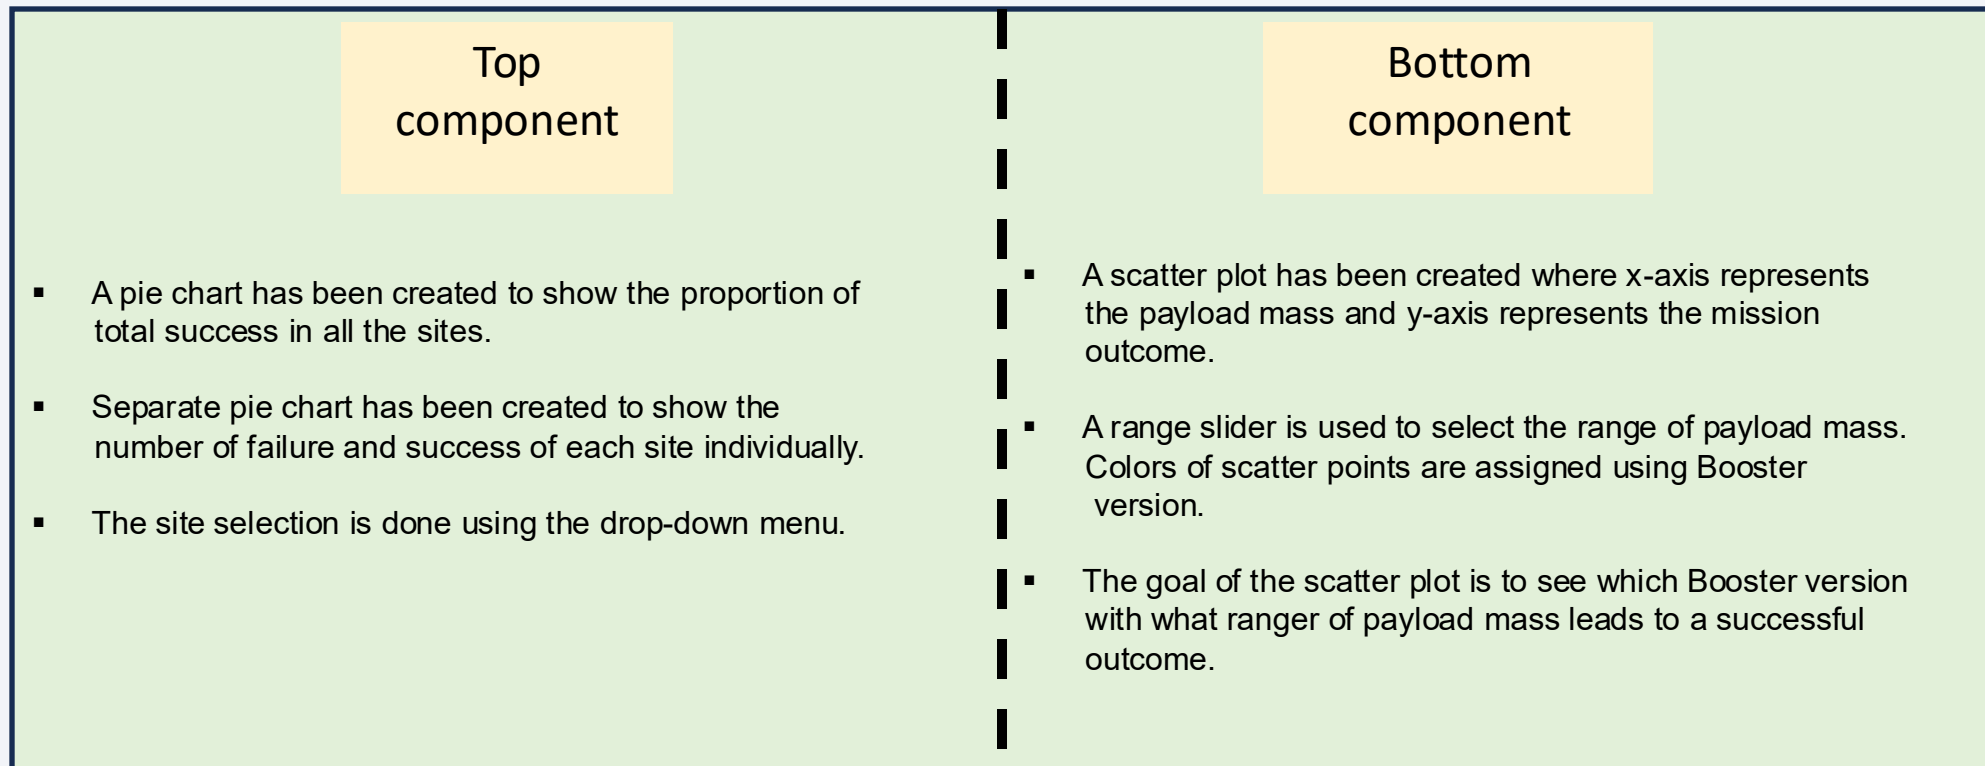 Top
component
▪ A pie chart has been created to show the proportion of
total success in all the sites.
▪ Separate pie chart has been created to show the
number of failure and success of each site individually.
▪ The site selection is done using the drop-down menu.
Bottom
component
▪ A scatter plot has been created where x-axis represents
the payload mass and y-axis represents the mission
outcome.
▪ A range slider is used to select the range of payload mass.
Colors of scatter points are assigned using Booster
version.
▪ The goal of the scatter plot is to see which Booster version
with what ranger of payload mass leads to a successful
outcome.